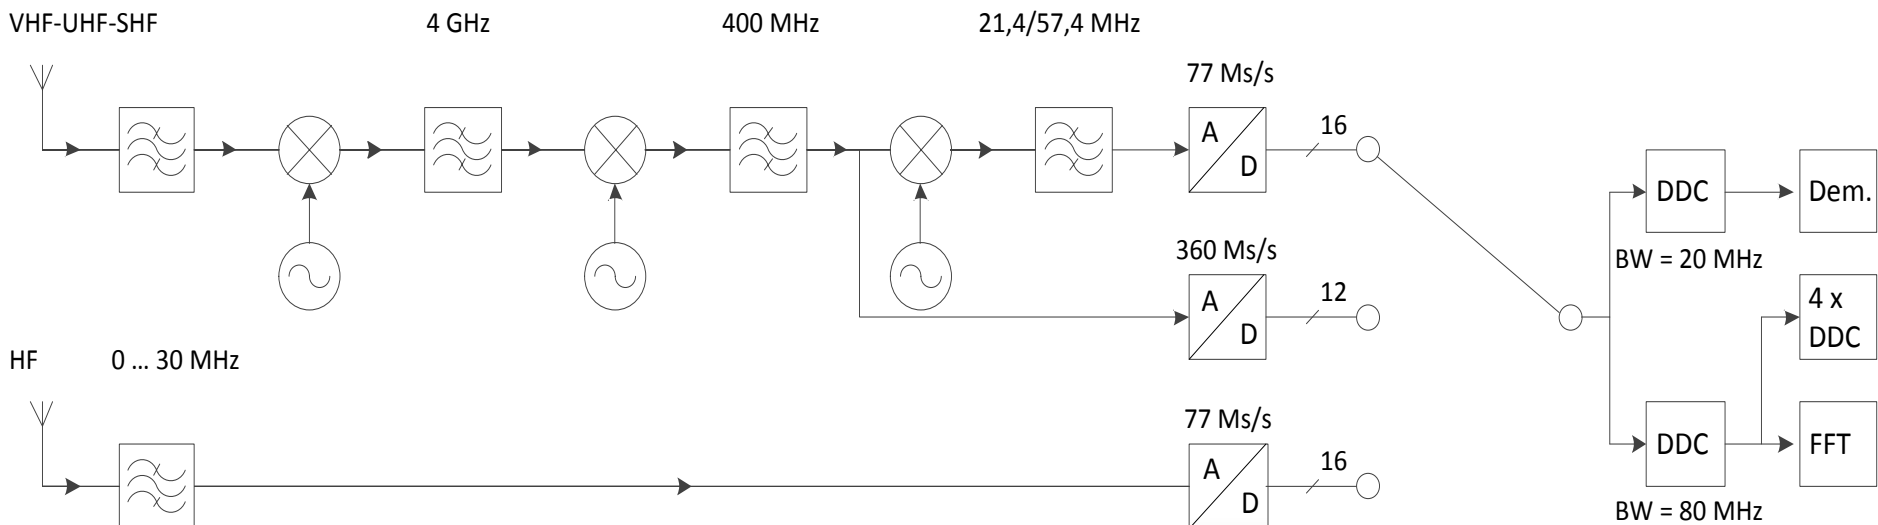 VHF-UHF-SHF
4 GHz
400 MHz
21,4/57,4 MHz
77 Ms/s
A
D
16
DDC
Dem.
BW = 20 MHz
360 Ms/s
A
D
12
4 x
DDC
HF
0 ... 30 MHz
77 Ms/s
A
D
16
DDC
FFT
BW = 80 MHz